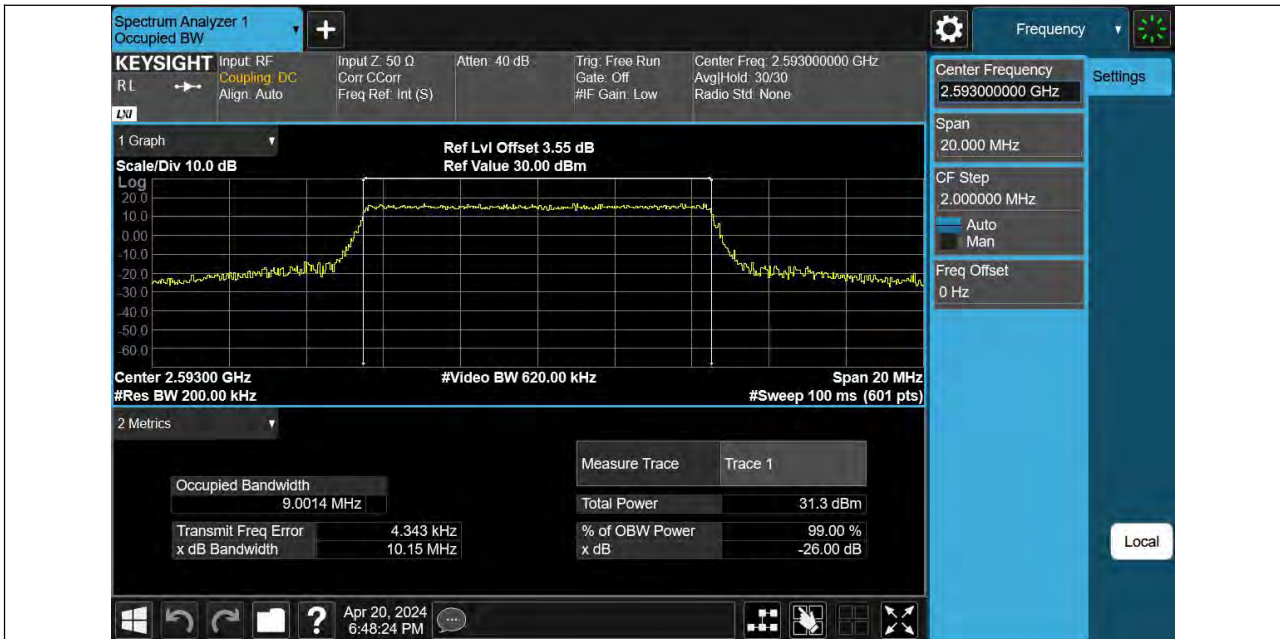 Spectrum Analyzer 1
Occupied BW
+
Frequency
KEYSIGHT
R L
LXI
Input: RF
Coupling: DC
Align: Auto
Input Z: 50 Ω
Corr CCorr
Freq Ref: Int (S)
Atten: 40 dB
Trig: Free Run
Gate: Off
#IF Gain: Low
Center Freq: 2.593000000 GHz
Avg|Hold: 30/30
Radio Std: None
Center Frequency
2.593000000 GHz
Settings
Span
20.000 MHz
CF Step
2.000000 MHz
Auto
Man
Freq Offset
0 Hz
Local
1 Graph
Scale/Div 10.0 dB
Ref Lvl Offset 3.55 dB
Ref Value 30.00 dBm
Log
20.0
10.0
0.00
-10.0
-20.0
-30.0
-40.0
-50.0
-60.0
Center 2.59300 GHz
#Video BW 620.00 kHz
Span 20 MHz
#Res BW 200.00 kHz
#Sweep 100 ms (601 pts)
2 Metrics
Measure Trace Trace 1
Occupied Bandwidth
9.0014 MHz
Total Power 31.3 dBm
Transmit Freq Error 4.343 kHz
% of OBW Power 99.00 %
x dB Bandwidth 10.15 MHz
x dB -26.00 dB
?
Apr 20, 2024
6:48:24 PM